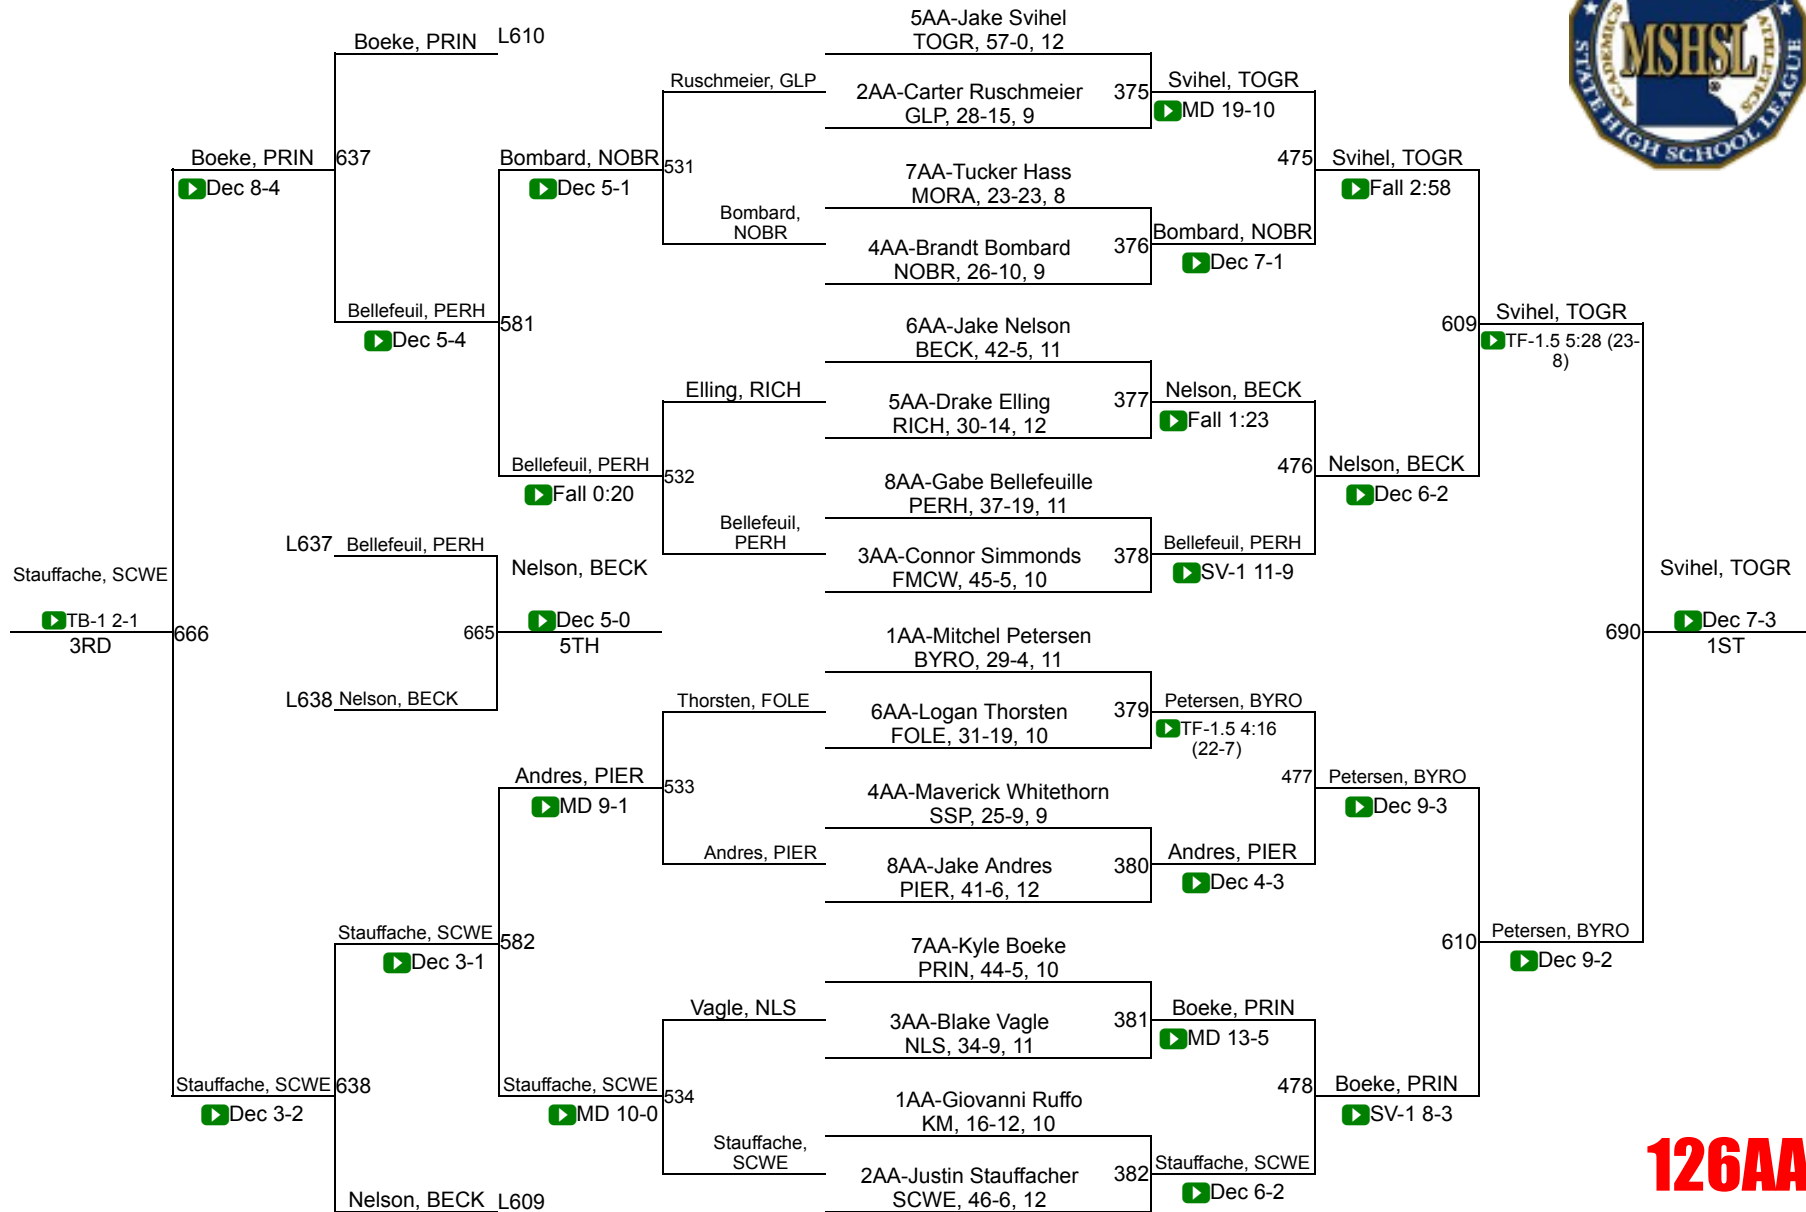 5AA-Jake Svihel
TOGR, 57-0, 12
Boeke, PRIN
L610
Ruschmeier, GLP
2AA-Carter Ruschmeier
GLP, 28-15, 9
375
Svihel, TOGR
MD 19-10
MSHSL
ACADEMICS
ATHLETICS
STATE HIGH SCHOOL LEAGUE
Boeke, PRIN
637
Dec 8-4
Bombard, NOBR
531
Dec 5-1
7AA-Tucker Hass
MORA, 23-23, 8
475
Svihel, TOGR
Fall 2:58
Bombard,
NOBR
4AA-Brandt Bombard
NOBR, 26-10, 9
376
Bombard, NOBR
Dec 7-1
Bellefeuil, PERH
581
Dec 5-4
6AA-Jake Nelson
BECK, 42-5, 11
609
Svihel, TOGR
TF-1.5 5:28 (23-
8)
Elling, RICH
5AA-Drake Elling
RICH, 30-14, 12
377
Nelson, BECK
Fall 1:23
Bellefeuil, PERH
532
Fall 0:20
8AA-Gabe Bellefeuille
PERH, 37-19, 11
476
Nelson, BECK
Dec 6-2
Bellefeuil,
PERH
3AA-Connor Simmonds
FMCW, 45-5, 10
378
Bellefeuil, PERH
SV-1 11-9
L637
Bellefeuil, PERH
Stauffache, SCWE
TB-1 2-1
3RD
666
Nelson, BECK
665
Dec 5-0
5TH
Svihel, TOGR
690
Dec 7-3
1ST
1AA-Mitchel Petersen
BYRO, 29-4, 11
L638
Nelson, BECK
Thorsten, FOLE
6AA-Logan Thorsten
FOLE, 31-19, 10
379
Petersen, BYRO
TF-1.5 4:16
(22-7)
Andres, PIER
533
MD 9-1
4AA-Maverick Whitethorn
SSP, 25-9, 9
477
Petersen, BYRO
Dec 9-3
Andres, PIER
8AA-Jake Andres
PIER, 41-6, 12
380
Andres, PIER
Dec 4-3
Stauffache, SCWE
582
Dec 3-1
7AA-Kyle Boeke
PRIN, 44-5, 10
610
Petersen, BYRO
Dec 9-2
Vagle, NLS
3AA-Blake Vagle
NLS, 34-9, 11
381
Boeke, PRIN
MD 13-5
Stauffache, SCWE
638
Dec 3-2
Stauffache, SCWE
534
MD 10-0
1AA-Giovanni Ruffo
KM, 16-12, 10
478
Boeke, PRIN
SV-1 8-3
Stauffache,
SCWE
2AA-Justin Stauffacher
SCWE, 46-6, 12
382
Stauffache, SCWE
Dec 6-2
Nelson, BECK
L609
126AA